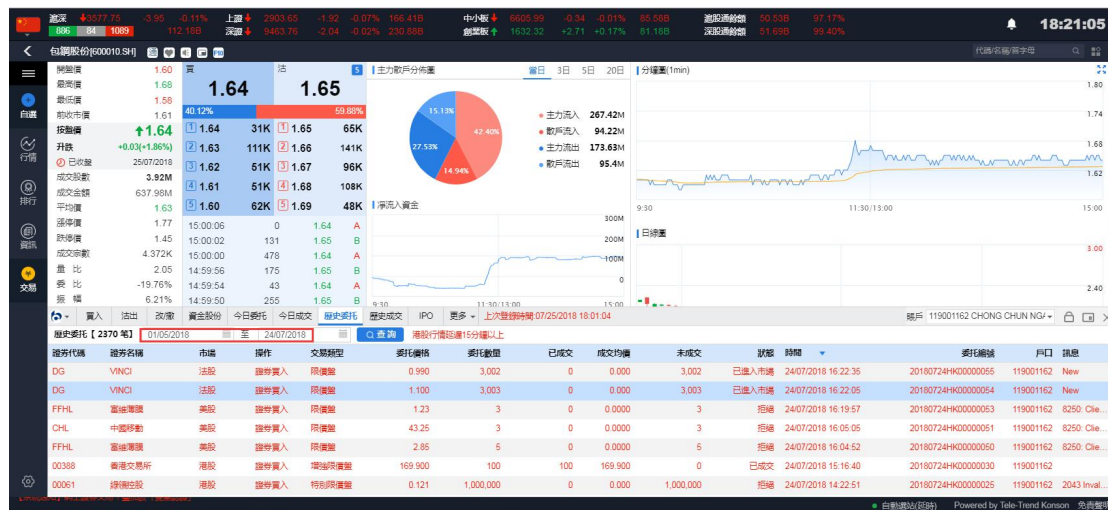 滬深 3577.75 -3.95 -0.11% 上證 2903.65 -1.92 -0.07% 166.41B 中小板 6605.99 -0.34 -0.01% 85.58B 滬股通餘額 50.53B 97.17%
886 84 1089 112.18B 深證 9463.76 -2.04 -0.02% 230.88B 創業板 1632.32 +2.71 +0.17% 81.18B 深股通餘額 51.69B 99.40%
18:21:05
包鋼股份[600010.SH] F10 代碼/名稱/首字母
自選
行情
排行
資訊
交易
開盤價 1.60
最高價 1.68
最低價 1.58
前收市價 1.61
按盤價 1.64
升跌 +0.03(+1.86%)
已收盤 25/07/2018
成交股數 3.92M
成交金額 637.98M
平均價 1.63
漲停價 1.77
跌停價 1.45
成交宗數 4.372K
量 比 2.05
委 比 -19.76%
振 幅 6.21%
買 沽 5
1.64 1.65
40.12% 59.88%
1 1.64 31K 1 1.65 65K
2 1.63 111K 2 1.66 141K
3 1.62 51K 3 1.67 96K
4 1.61 51K 4 1.68 108K
5 1.60 62K 5 1.69 48K
15:00:06 0 1.64 A
15:00:02 131 1.65 B
15:00:00 478 1.64 A
14:59:56 175 1.65 B
14:59:54 43 1.64 A
14:59:50 255 1.65 B
主力散戶分佈圖 當日 3日 5日 20日
15.13%
42.40%
27.53%
14.94%
主力流入 267.42M
散戶流入 94.22M
主力流出 173.63M
散戶流出 95.4M
淨流入資金
300M
200M
100M
0
9:30 11:30/13:00 15:00
分鐘圖(1min)
1.80
1.74
1.68
1.62
9:30 11:30/13:00 15:00
日綫圖
3.00
2.40
買入 沽出 改/撤 資金股份 今日委託 今日成交 歷史委託 歷史成交 IPO 更多 上次登錄時間:07/25/2018 18:01:04 賬戶 119001162 CHONG CHUN NG/
歷史委托【 2370 笔】 01/05/2018 至 24/07/2018 查詢 港股行情延遲15分鐘以上
證券代碼 證券名稱 市場 操作 交易類型 委托價格 委托數量 已成交 成交均價 未成交 狀態 時間 委托編號 戶口 訊息
DG VINCI 法股 證券買入 限價盤 0.990 3,002 0 0.000 3,002 已進入市場 24/07/2018 16:22:35 20180724HK00000055 119001162 New
DG VINCI 法股 證券買入 限價盤 1.100 3,003 0 0.000 3,003 已進入市場 24/07/2018 16:22:05 20180724HK00000054 119001162 New
FFHL 富維薄膜 美股 證券買入 限價盤 1.23 3 0 0.0000 3 拒絕 24/07/2018 16:19:57 20180724HK00000053 119001162 8250: Clie...
CHL 中國移動 美股 證券買入 限價盤 43.25 3 0 0.0000 3 拒絕 24/07/2018 16:05:05 20180724HK00000051 119001162 8250: Clie...
FFHL 富維薄膜 美股 證券買入 限價盤 2.85 5 0 0.0000 5 拒絕 24/07/2018 16:04:52 20180724HK00000050 119001162 8250: Clie...
00388 香港交易所 港股 證券買入 增強限價盤 169.900 100 100 169.900 0 已成交 24/07/2018 15:16:40 20180724HK00000030 119001162
00061 綠領控股 港股 證券買入 特別限價盤 0.121 1,000,000 0 0.000 1,000,000 拒絕 24/07/2018 14:22:51 20180724HK00000025 119001162 2043 Inval...
自動選站(延時) Powered by Tele-Trend Konson 免責聲明